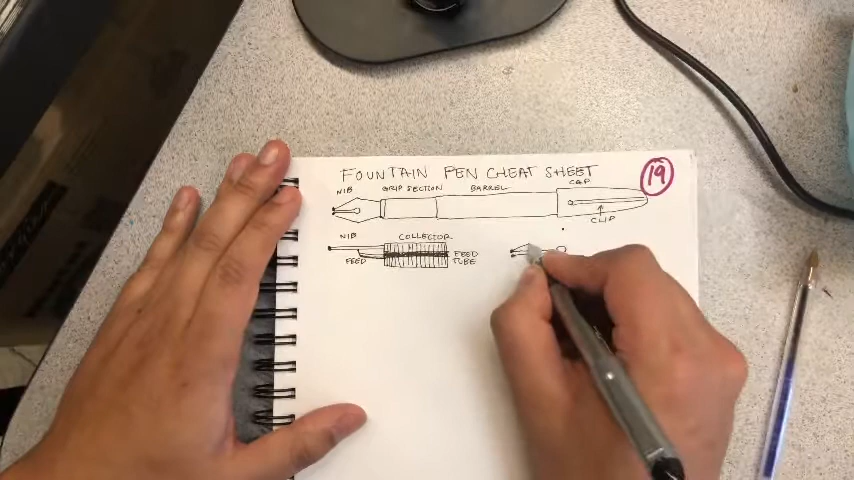 FOUNTAIN PEN CHEAT SHEET
19
NIB GRIP SECTION BARREL CAP
CLIP
NIB COLLECTOR
FEED FEED
TUBE